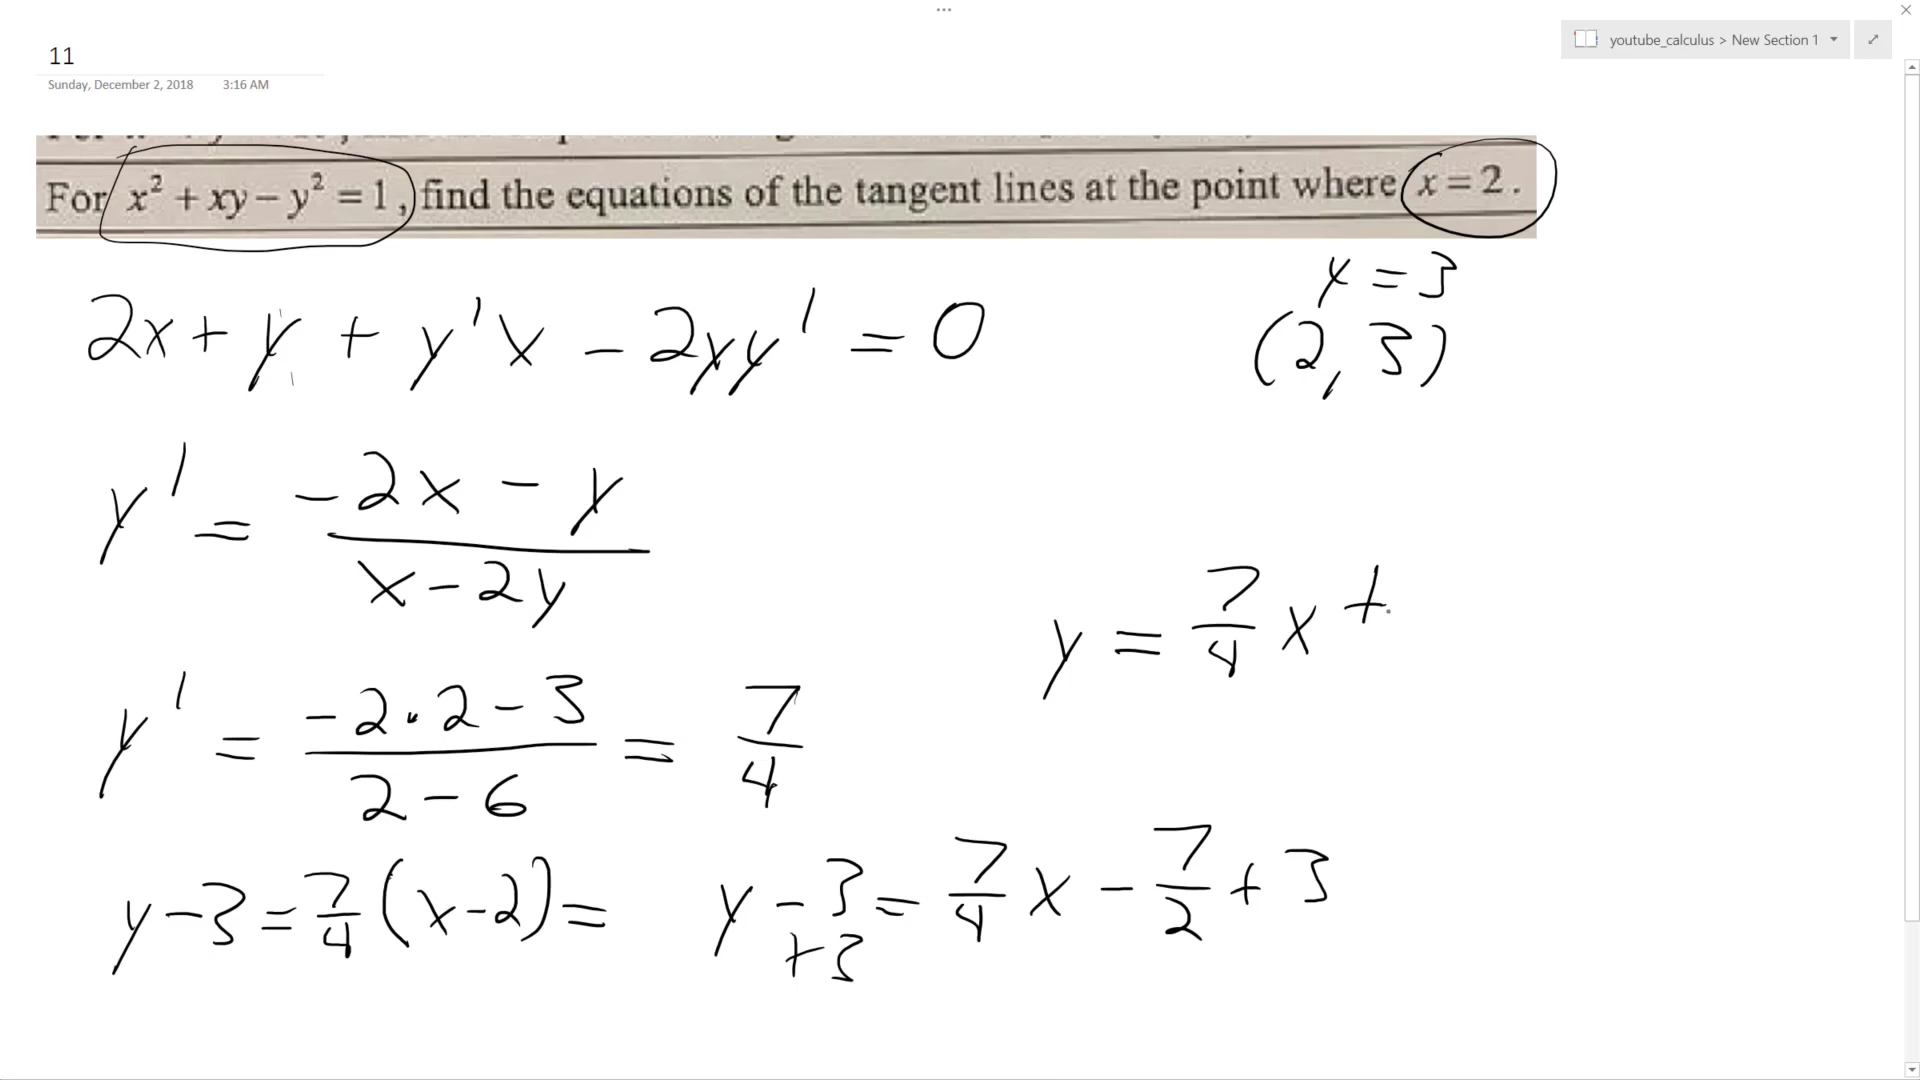 ...
youtube_calculus > New Section 1
11
Sunday, December 2, 2018 3:16 AM
For x² + xy − y² = 1, find the equations of the tangent lines at the point where x = 2.
y = 3
(2, 3)
2x + y + y'x − 2yy' = 0
y' = (−2x − y)/(x − 2y)
y = 7/4 x +
y' = (−2·2 − 3)/(2 − 6) = 7/4
y − 3 = 7/4 (x − 2) =
y − 3 = 7/4 x − 7/2 + 3
+3